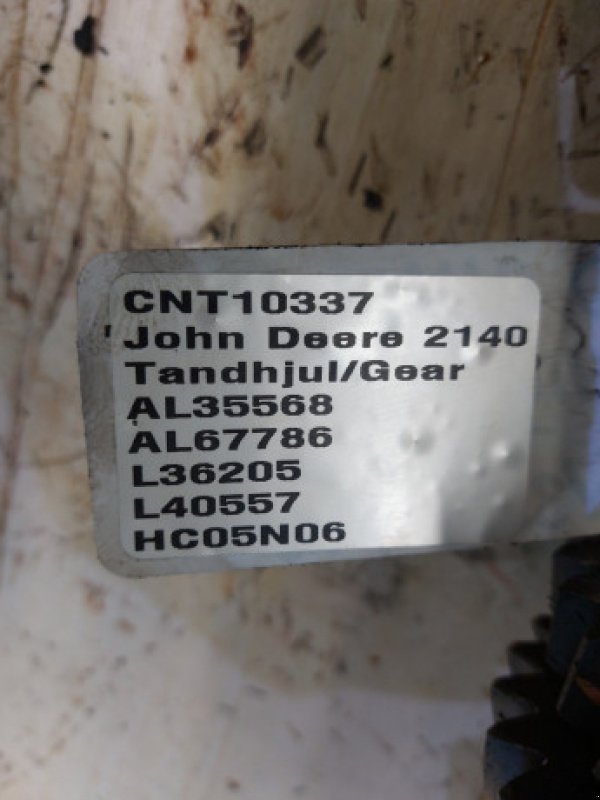 CNT10337
John Deere 2140
Tandhjul/Gear
AL35568
AL67786
L36205
L40557
HC05N06